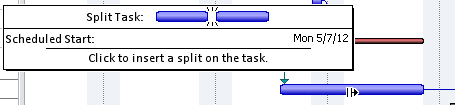 Split Task:
Scheduled Start: Mon 5/7/12
Click to insert a split on the task.